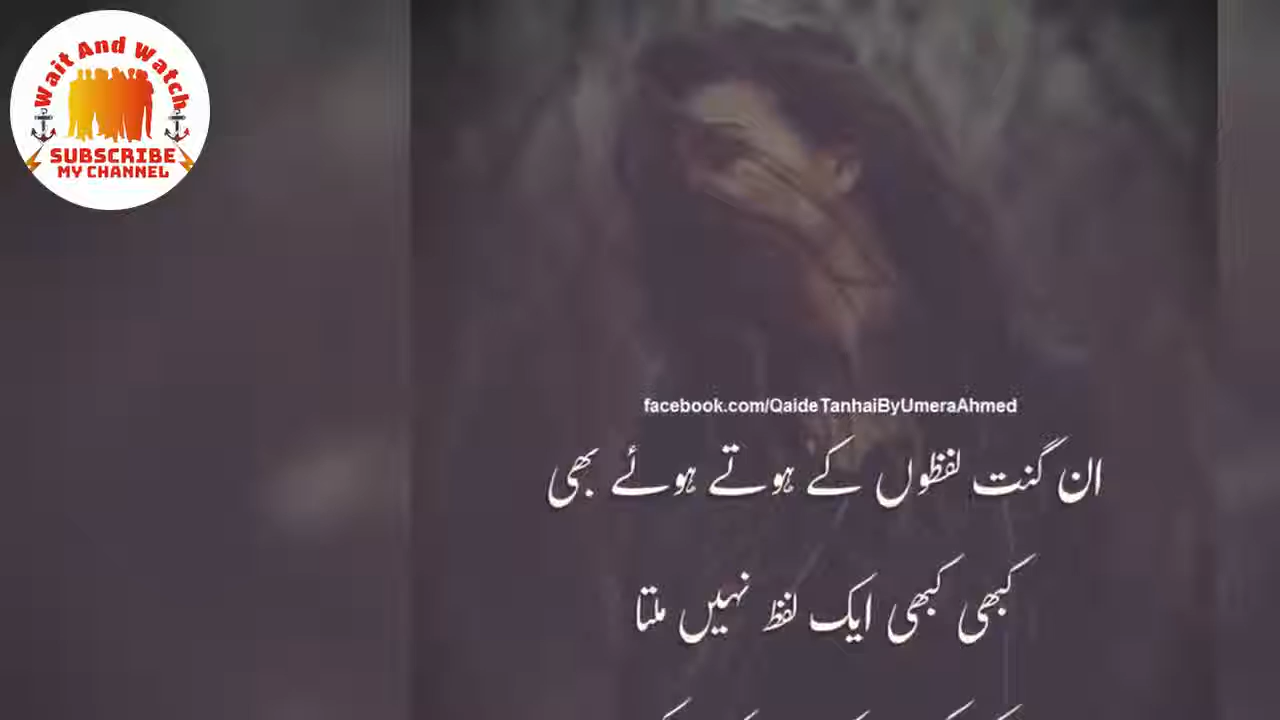 Wait And Watch
SUBSCRIBE
MY CHANNEL
facebook.com/QaideTanhaiByUmeraAhmed
ان گنت لفظوں کے ہوتے ہوئے بھی
کبھی کبھی ایک لفظ نہیں ملتا